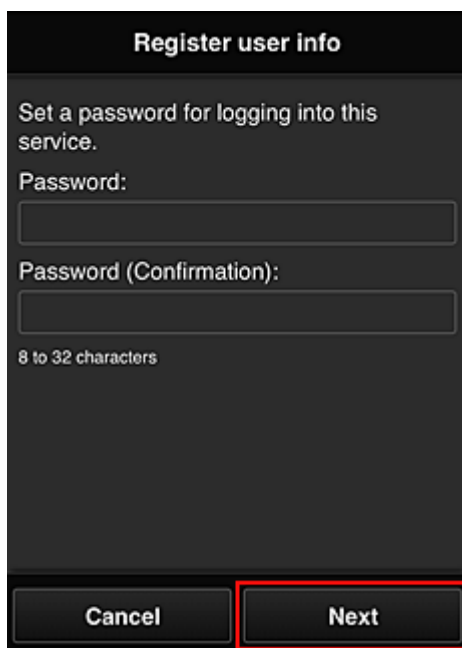 Register user info
Set a password for logging into this
service.
Password:
Password (Confirmation):
8 to 32 characters
Cancel
Next